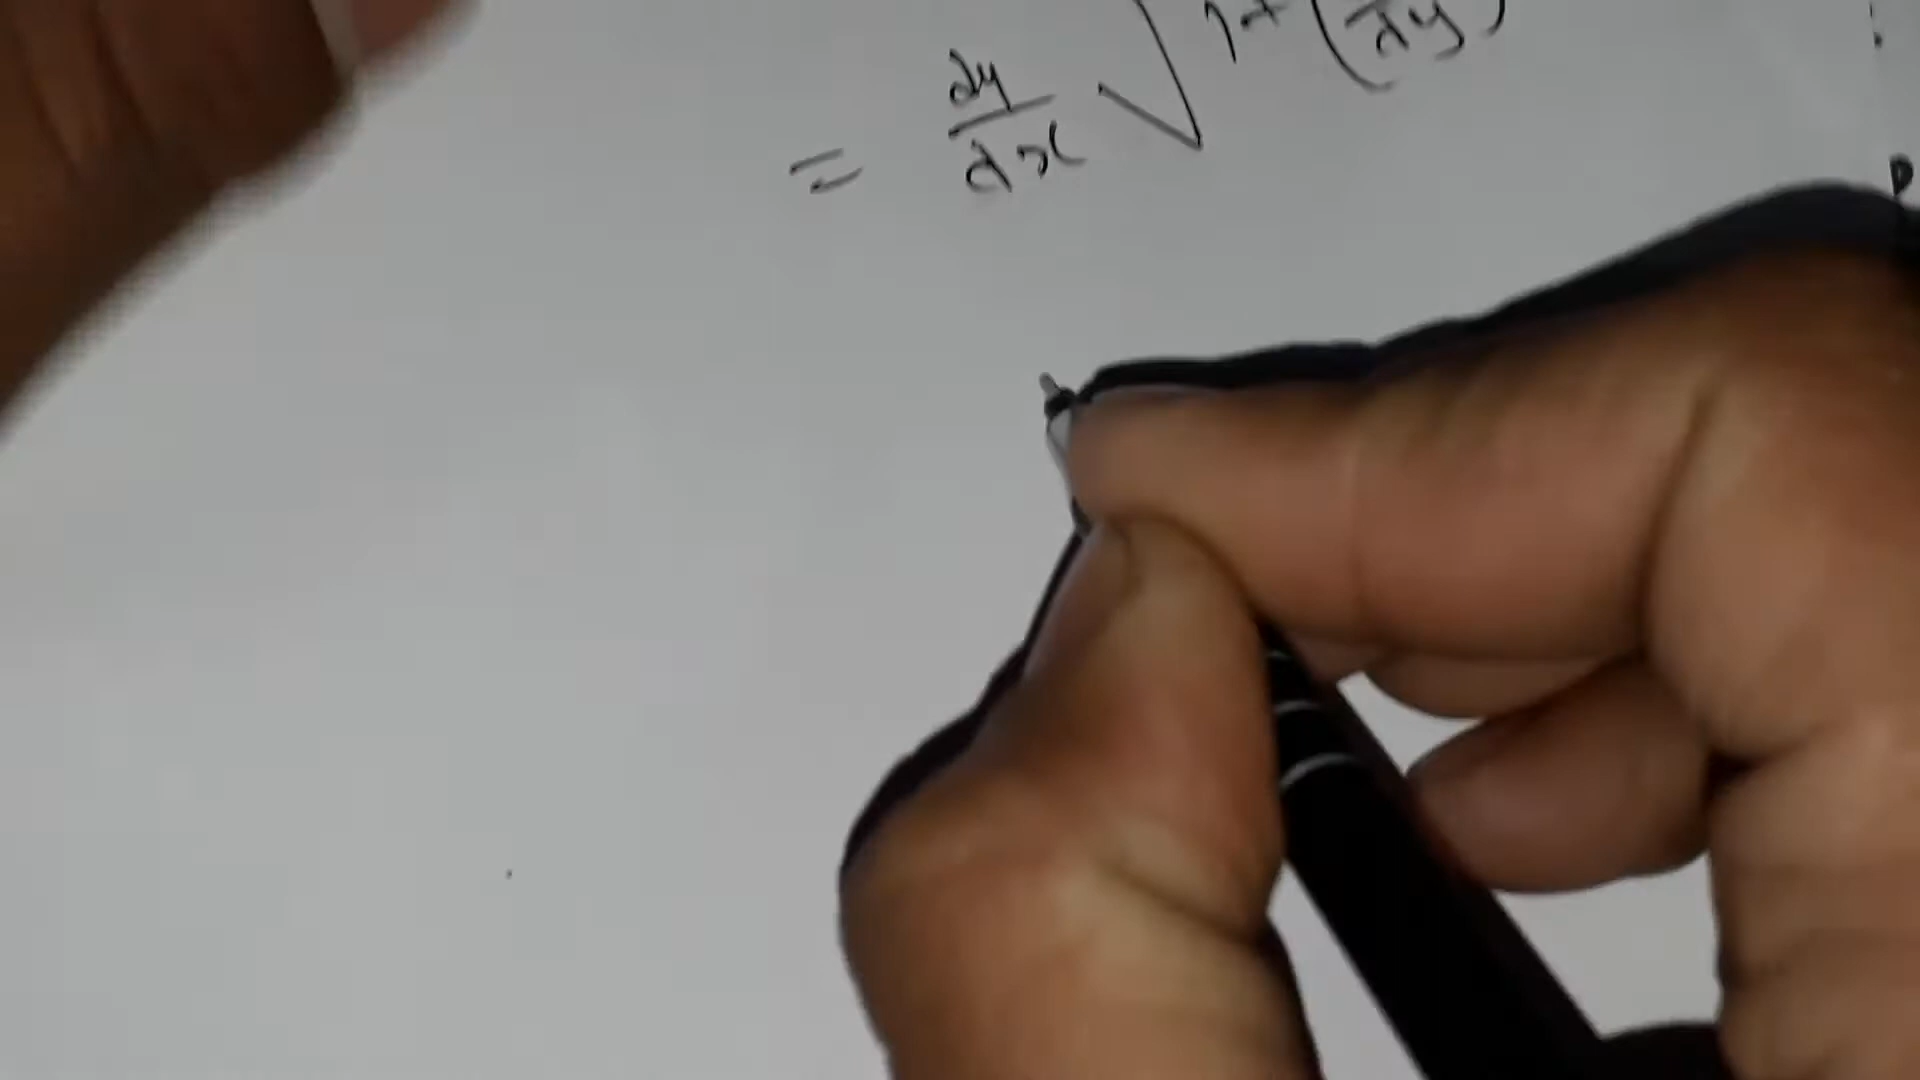 = dy/dx √1+(/dy)